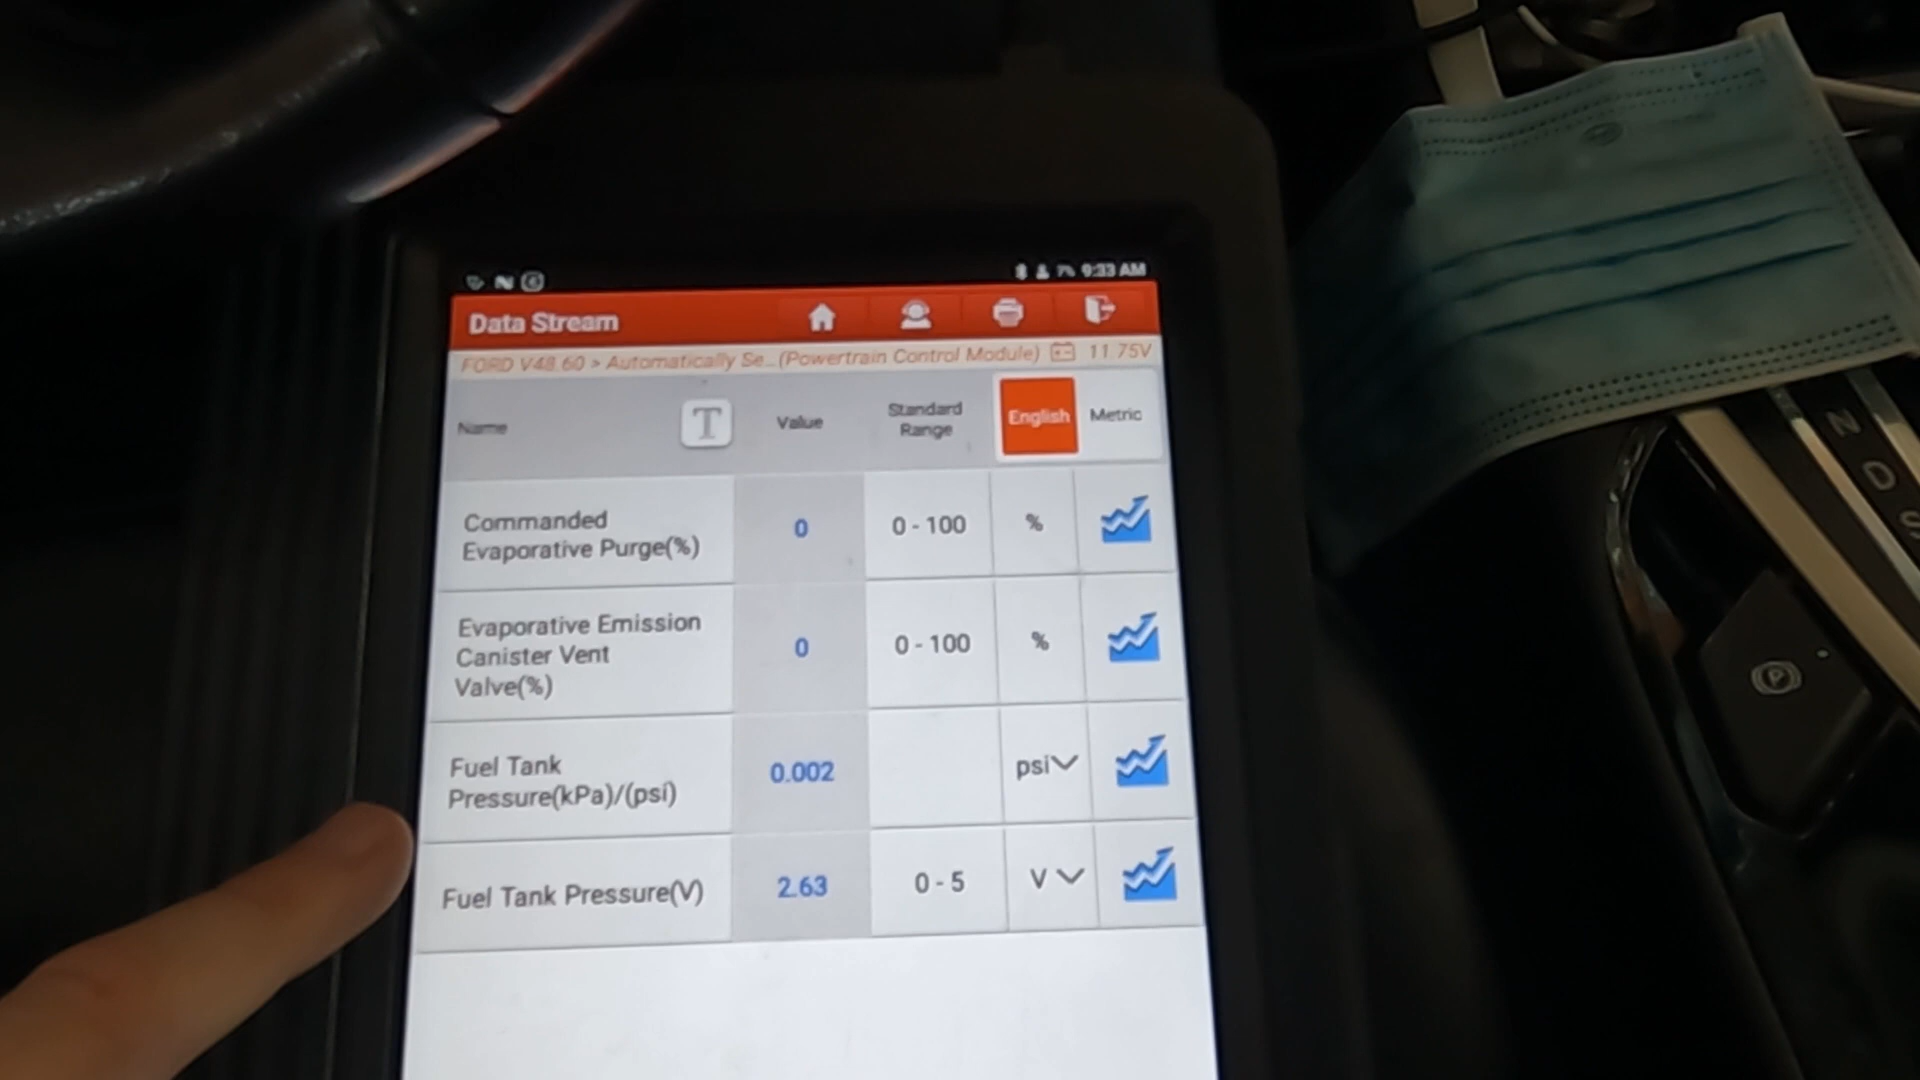 7% 9:33 AM
Data Stream
FORD V48.60 > Automatically Se...(Powertrain Control Module) 11.75V
Name T Value Standard Range English Metric
Commanded Evaporative Purge(%) 0 0 - 100 %
Evaporative Emission Canister Vent Valve(%) 0 0 - 100 %
Fuel Tank Pressure(kPa)/(psi) 0.002 psi
Fuel Tank Pressure(V) 2.63 0 - 5 V
N
D
S
P